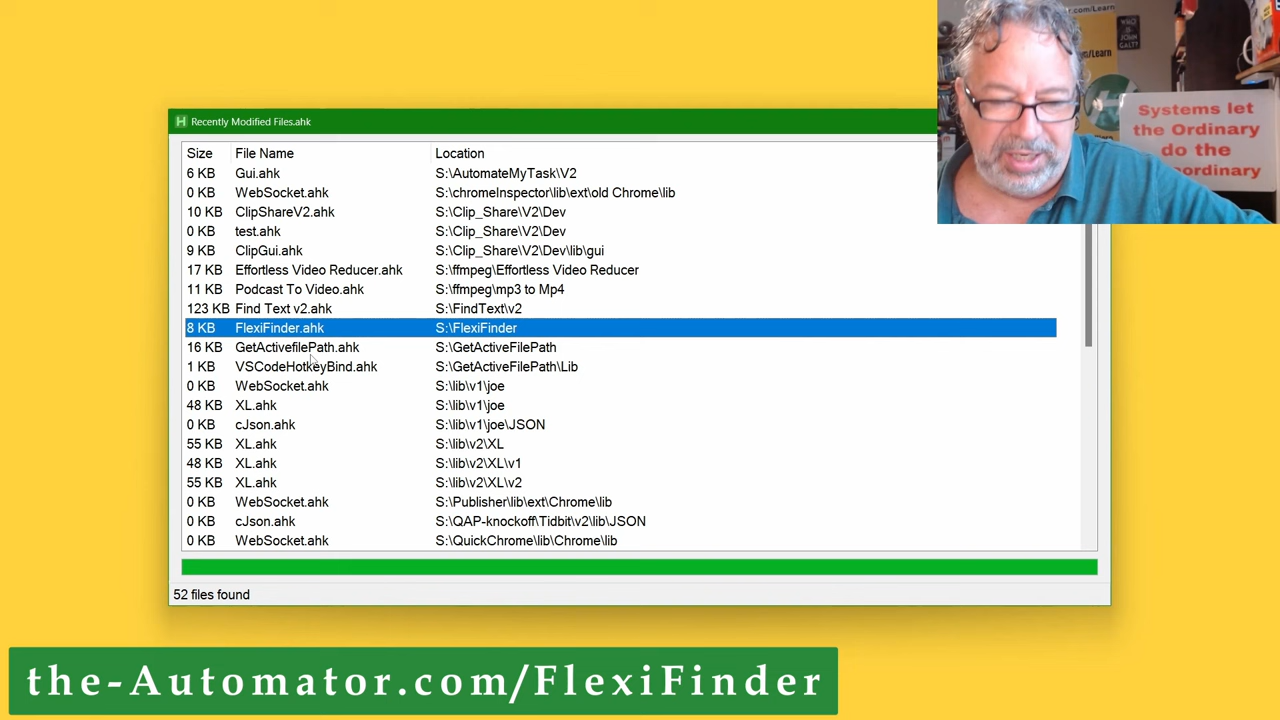 .com/Learn
WHO
IS
JOHN
GALT?
Systems let
the Ordinary
do the
ordinary
Recently Modified Files.ahk
Size File Name Location
6 KB Gui.ahk S:\AutomateMyTask\V2
0 KB WebSocket.ahk S:\chromeInspector\lib\ext\old Chrome\lib
10 KB ClipShareV2.ahk S:\Clip_Share\V2\Dev
0 KB test.ahk S:\Clip_Share\V2\Dev
9 KB ClipGui.ahk S:\Clip_Share\V2\Dev\lib\gui
17 KB Effortless Video Reducer.ahk S:\ffmpeg\Effortless Video Reducer
11 KB Podcast To Video.ahk S:\ffmpeg\mp3 to Mp4
123 KB Find Text v2.ahk S:\FindText\v2
8 KB FlexiFinder.ahk S:\FlexiFinder
16 KB GetActivefilePath.ahk S:\GetActiveFilePath
1 KB VSCodeHotkeyBind.ahk S:\GetActiveFilePath\Lib
0 KB WebSocket.ahk S:\lib\v1\joe
48 KB XL.ahk S:\lib\v1\joe
0 KB cJson.ahk S:\lib\v1\joe\JSON
55 KB XL.ahk S:\lib\v2\XL
48 KB XL.ahk S:\lib\v2\XL\v1
55 KB XL.ahk S:\lib\v2\XL\v2
0 KB WebSocket.ahk S:\Publisher\lib\ext\Chrome\lib
0 KB cJson.ahk S:\QAP-knockoff\Tidbit\v2\lib\JSON
0 KB WebSocket.ahk S:\QuickChrome\lib\Chrome\lib
52 files found
the-Automator.com/FlexiFinder